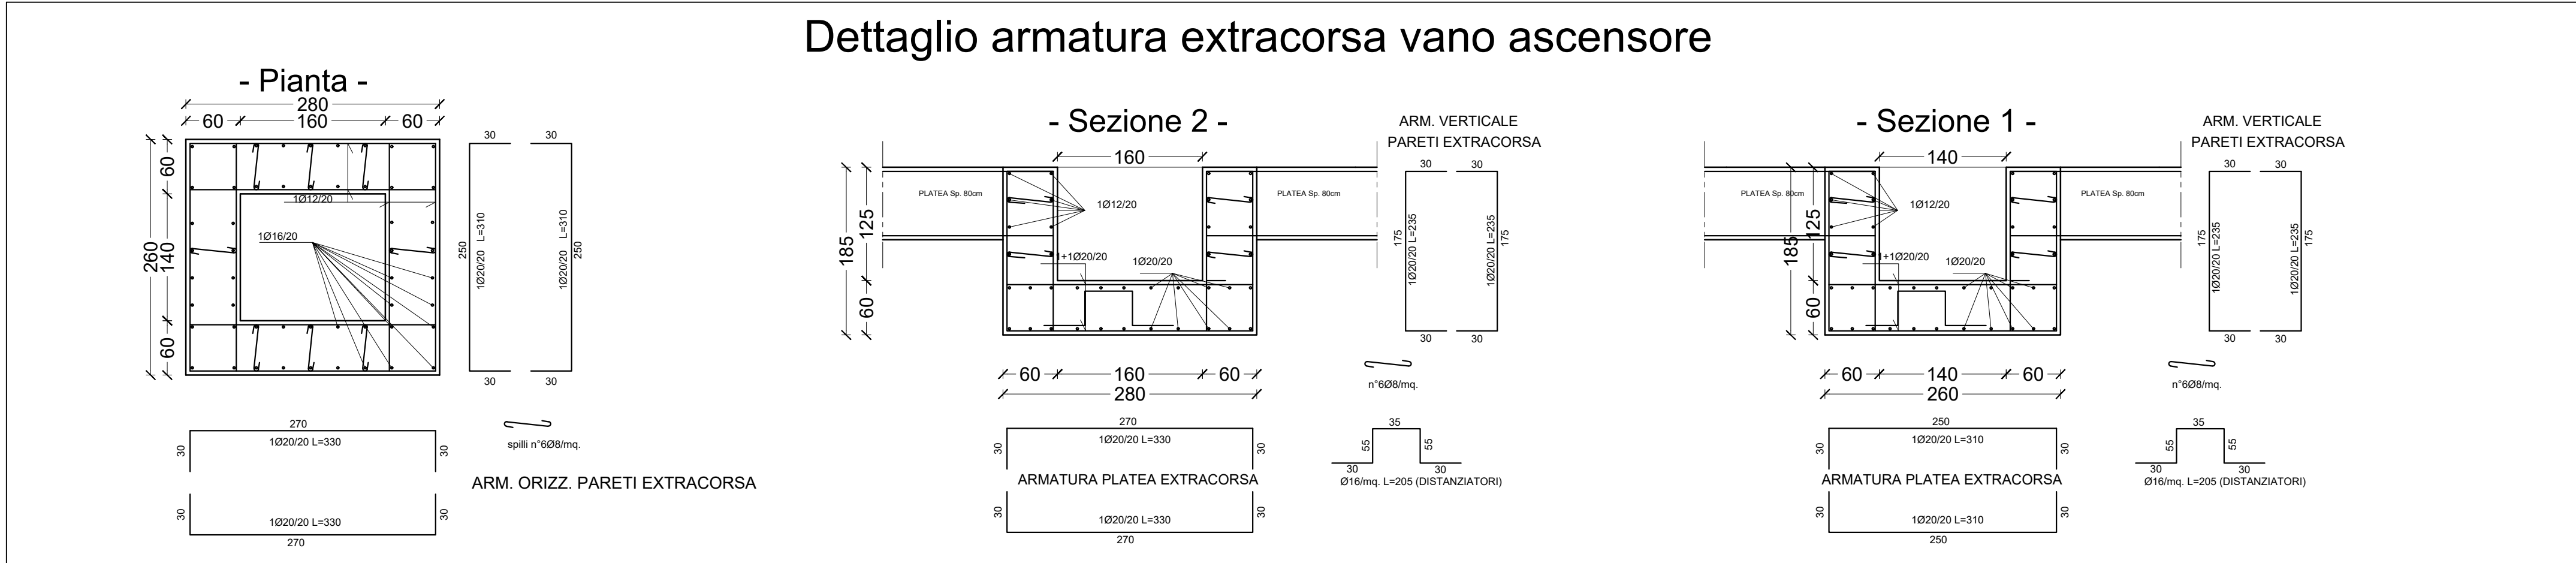 Dettaglio armatura extracorsa vano ascensore
- Pianta -
280
60 160 60
60
260
140
60
1Ø12/20
1Ø16/20
30 30
250
1Ø20/20 L=310
1Ø20/20 L=310
250
30 30
270
30
1Ø20/20 L=330
30
spilli n°6Ø8/mq.
ARM. ORIZZ. PARETI EXTRACORSA
30
1Ø20/20 L=330
30
270
- Sezione 2 -
160
PLATEA Sp. 80cm
PLATEA Sp. 80cm
185
125
60
1Ø12/20
1+1Ø20/20
1Ø20/20
60 160 60
280
270
30
1Ø20/20 L=330
30
ARMATURA PLATEA EXTRACORSA
30
1Ø20/20 L=330
30
270
ARM. VERTICALE
PARETI EXTRACORSA
30 30
175
1Ø20/20 L=235
1Ø20/20 L=235
175
30 30
n°6Ø8/mq.
35
55
55
30 30
Ø16/mq. L=205 (DISTANZIATORI)
- Sezione 1 -
140
PLATEA Sp. 80cm
PLATEA Sp. 80cm
185
125
60
1Ø12/20
1+1Ø20/20
1Ø20/20
60 140 60
260
250
30
1Ø20/20 L=310
30
ARMATURA PLATEA EXTRACORSA
30
1Ø20/20 L=310
30
250
ARM. VERTICALE
PARETI EXTRACORSA
30 30
175
1Ø20/20 L=235
1Ø20/20 L=235
175
30 30
n°6Ø8/mq.
35
55
55
30 30
Ø16/mq. L=205 (DISTANZIATORI)